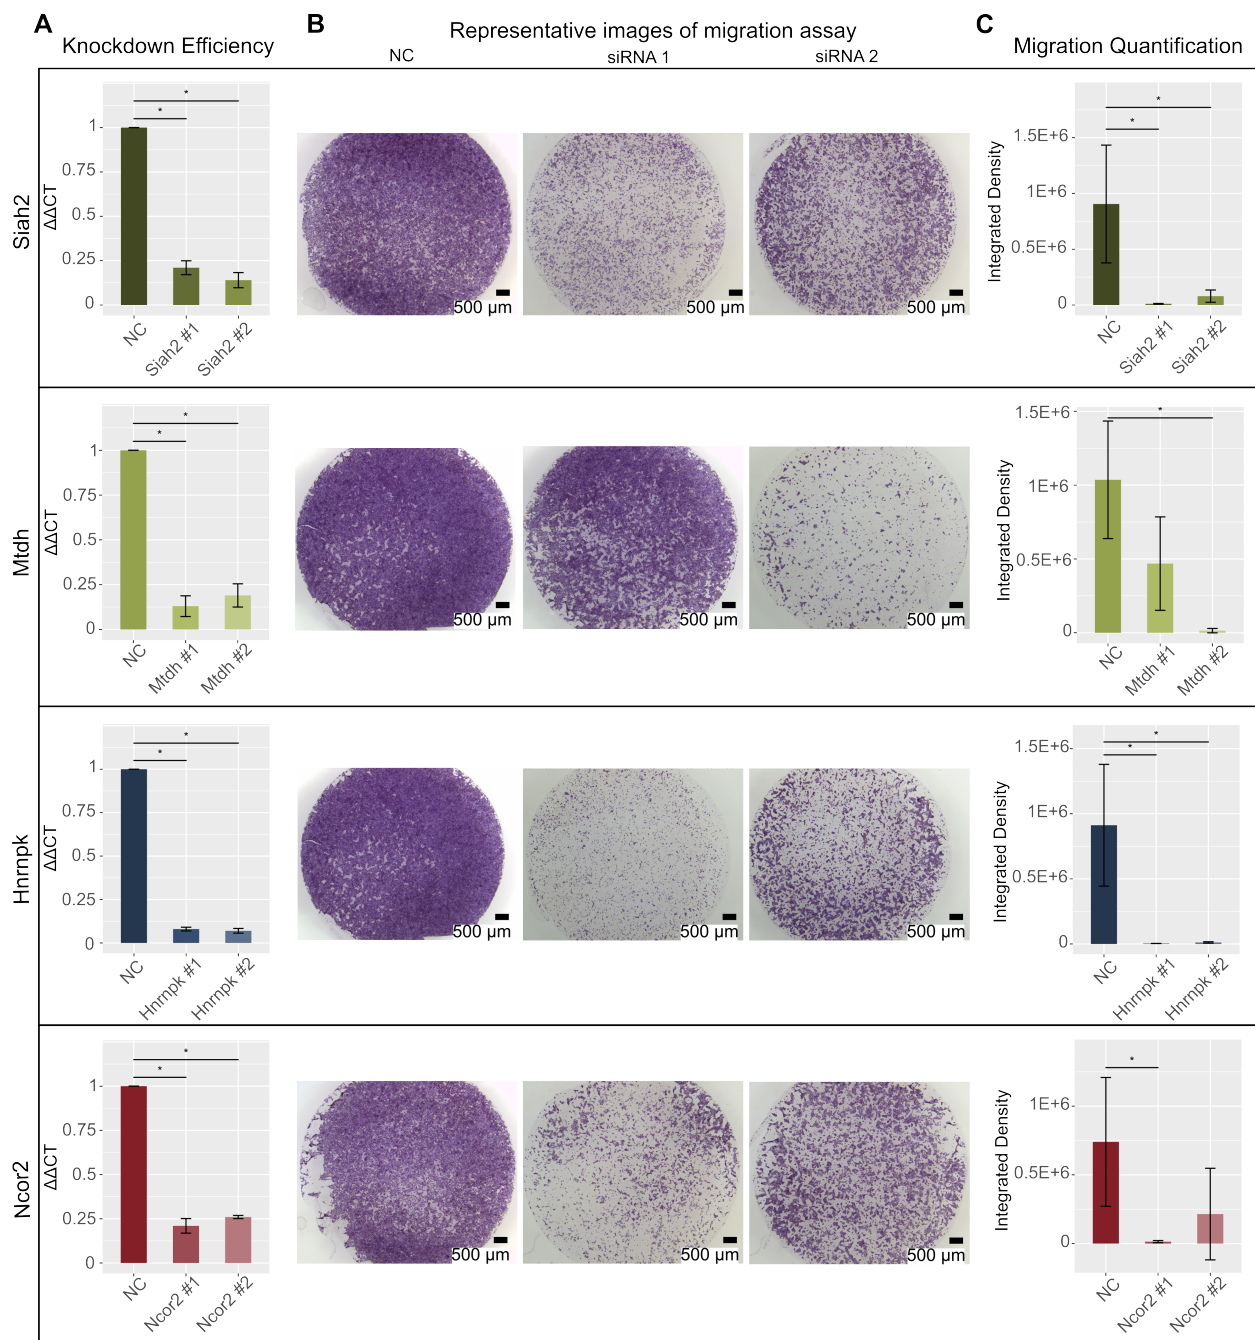 A
Knockdown Efficiency
B
Representative images of migration assay
NC
siRNA 1
siRNA 2
C
Migration Quantification
Siah2
ΔΔCT
1
0.75
0.5
0.25
0
*
*
NC
Siah2 #1
Siah2 #2
500 µm
500 µm
500 µm
Integrated Density
1.5E+6
1E+6
0.5E+6
0
*
*
NC
Siah2 #1
Siah2 #2
Mtdh
ΔΔCT
1
0.75
0.5
0.25
0
*
*
NC
Mtdh #1
Mtdh #2
500 µm
500 µm
500 µm
Integrated Density
1.5E+6
1E+6
0.5E+6
0
*
NC
Mtdh #1
Mtdh #2
Hnrnpk
ΔΔCT
1
0.75
0.5
0.25
0
*
*
NC
Hnrnpk #1
Hnrnpk #2
500 µm
500 µm
500 µm
Integrated Density
1.5E+6
1E+6
0.5E+6
0
*
*
NC
Hnrnpk #1
Hnrnpk #2
Ncor2
ΔΔCT
1
0.75
0.5
0.25
0
*
*
NC
Ncor2 #1
Ncor2 #2
500 µm
500 µm
500 µm
Integrated Density
1E+6
0.5E+6
0
*
NC
Ncor2 #1
Ncor2 #2